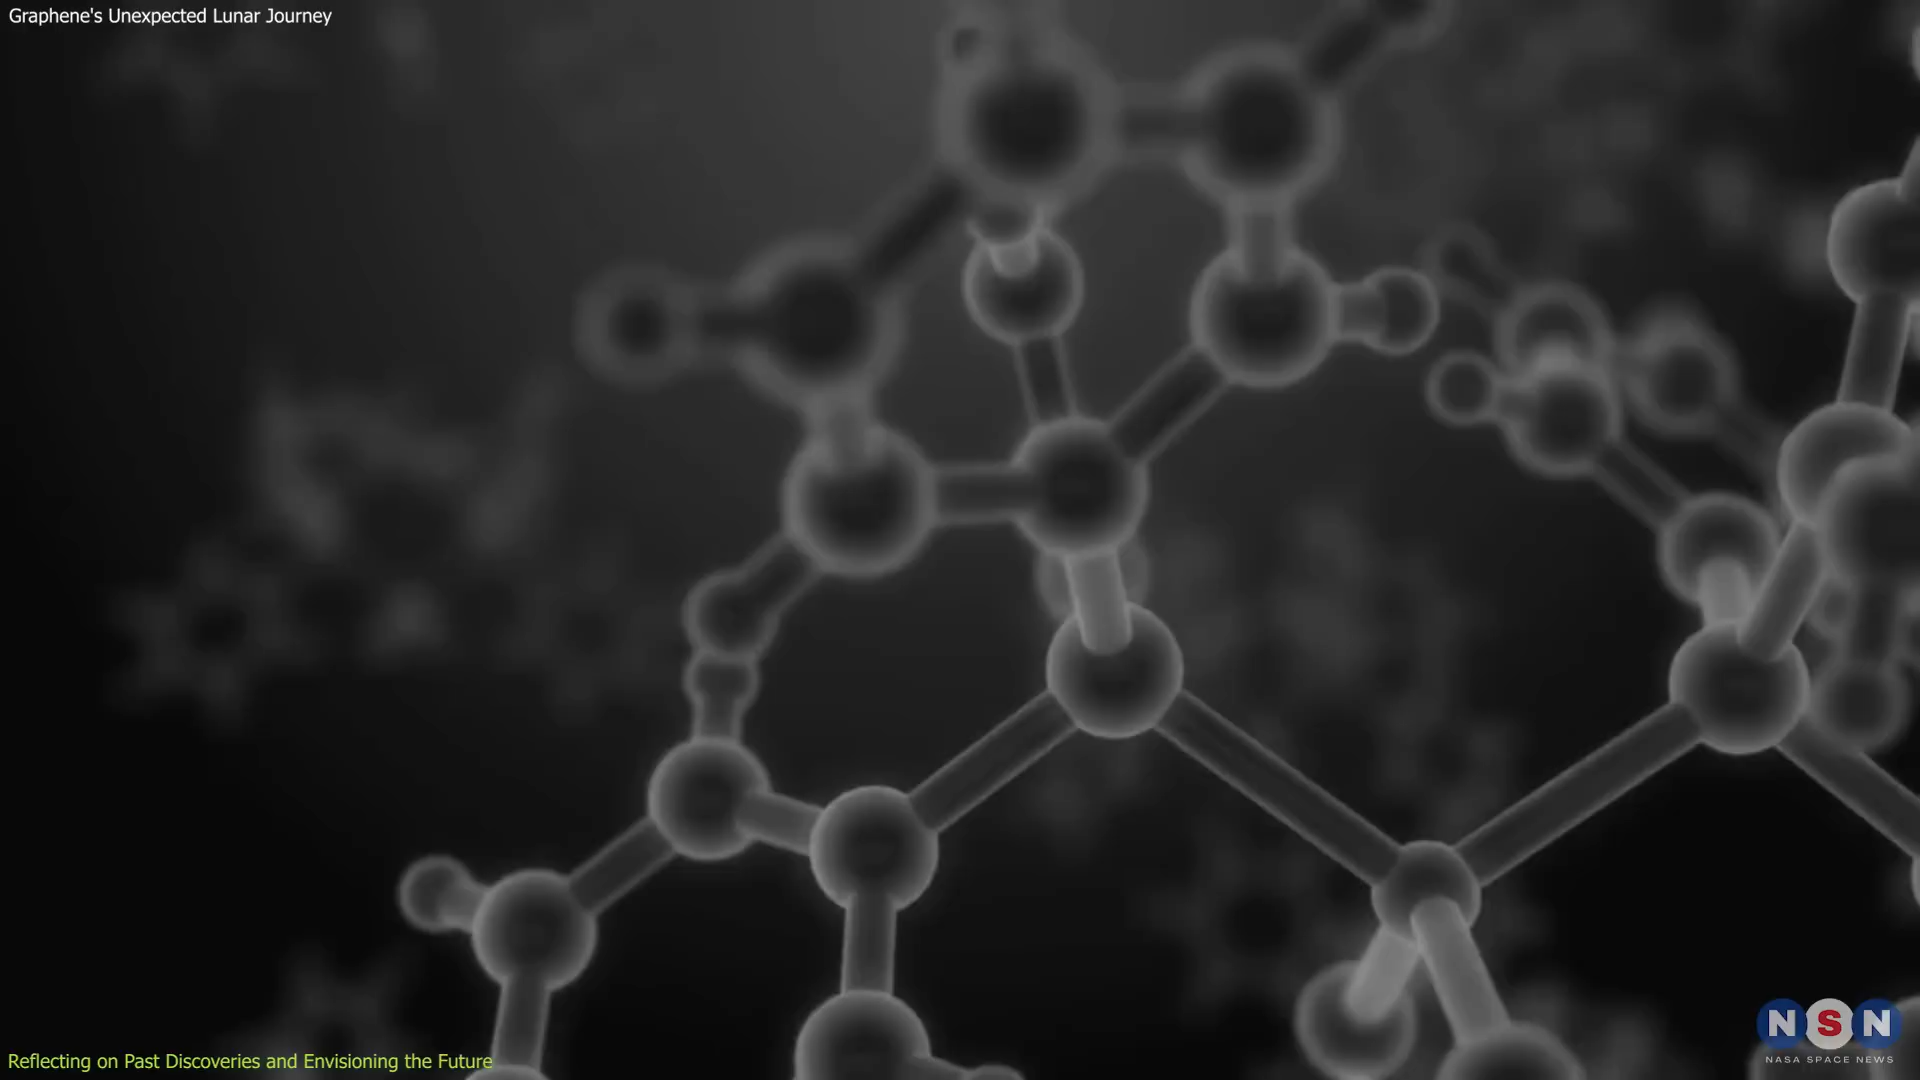 Graphene's Unexpected Lunar Journey
Reflecting on Past Discoveries and Envisioning the Future
NSN
NASA SPACE NEWS